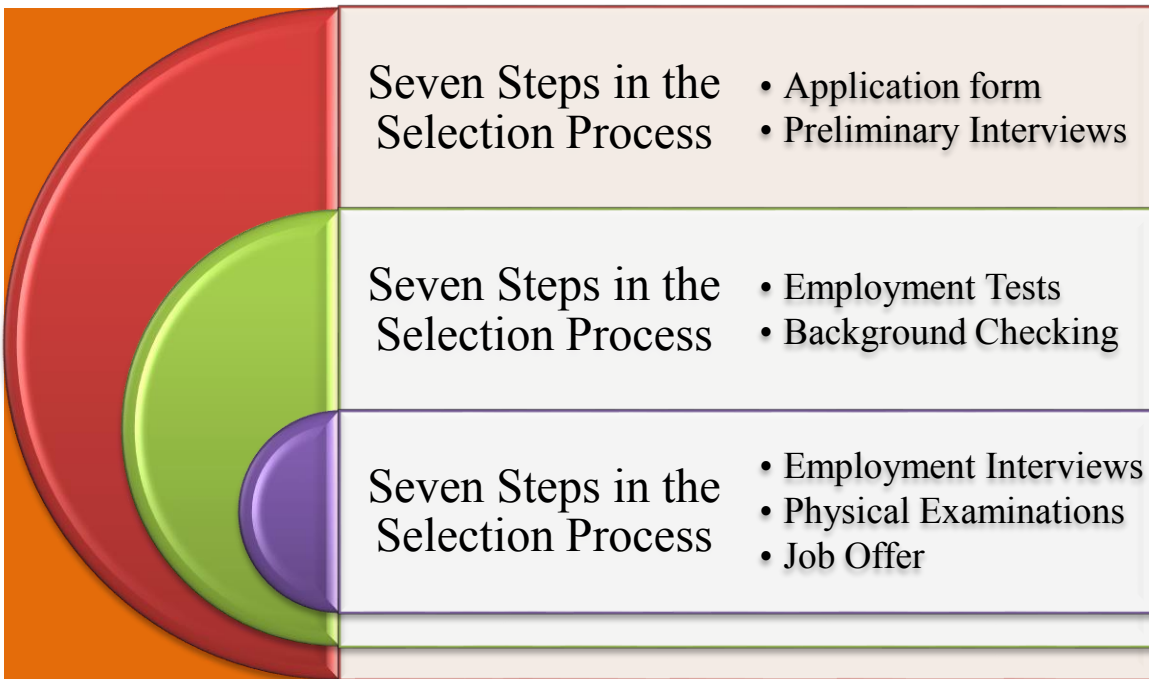 Seven Steps in the
Selection Process
• Application form
• Preliminary Interviews
Seven Steps in the
Selection Process
• Employment Tests
• Background Checking
Seven Steps in the
Selection Process
• Employment Interviews
• Physical Examinations
• Job Offer